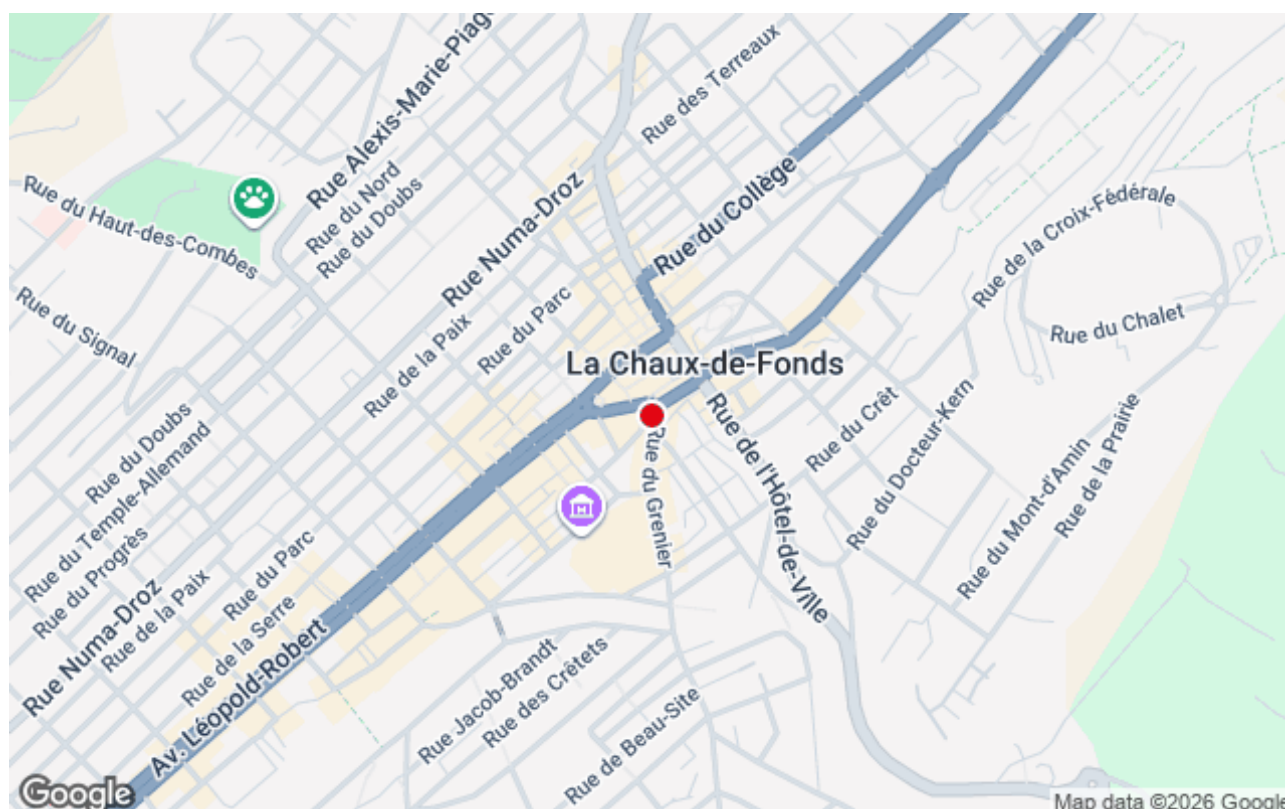 Rue Alexis-Marie-Piag
Rue des Terreaux
Rue du Nord
Rue du Doubs
Rue Numa-Droz
Rue du Collège
Rue du Haut-des-Combes
Rue de la Croix-Fédérale
Rue du Signal
Rue de la Paix
Rue du Parc
Rue du Chalet
La Chaux-de-Fonds
Rue du Doubs
Rue du Temple-Allemand
Rue du Progrès
Rue Numa-Droz
Rue de la Paix
Rue du Parc
Rue de la Serre
Av. Léopold-Robert
M
Rue du Grenier
Rue de l'Hôtel-de-Ville
Rue du Crêt
Rue du Docteur-Kern
Rue du Mont-d'Amin
Rue de la Prairie
Rue Jacob-Brandt
Rue des Crêtets
Rue de Beau-Site
Google
Map data ©2026 Google